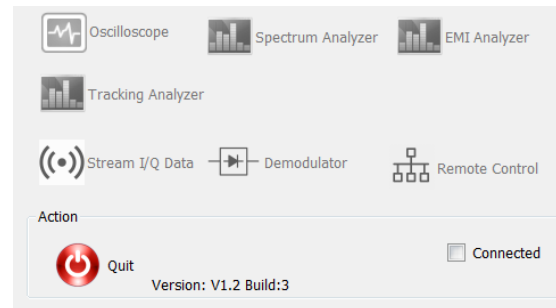 Oscilloscope Spectrum Analyzer EMI Analyzer
Tracking Analyzer
Stream I/Q Data Demodulator Remote Control
Action
Connected
Quit
Version: V1.2 Build:3